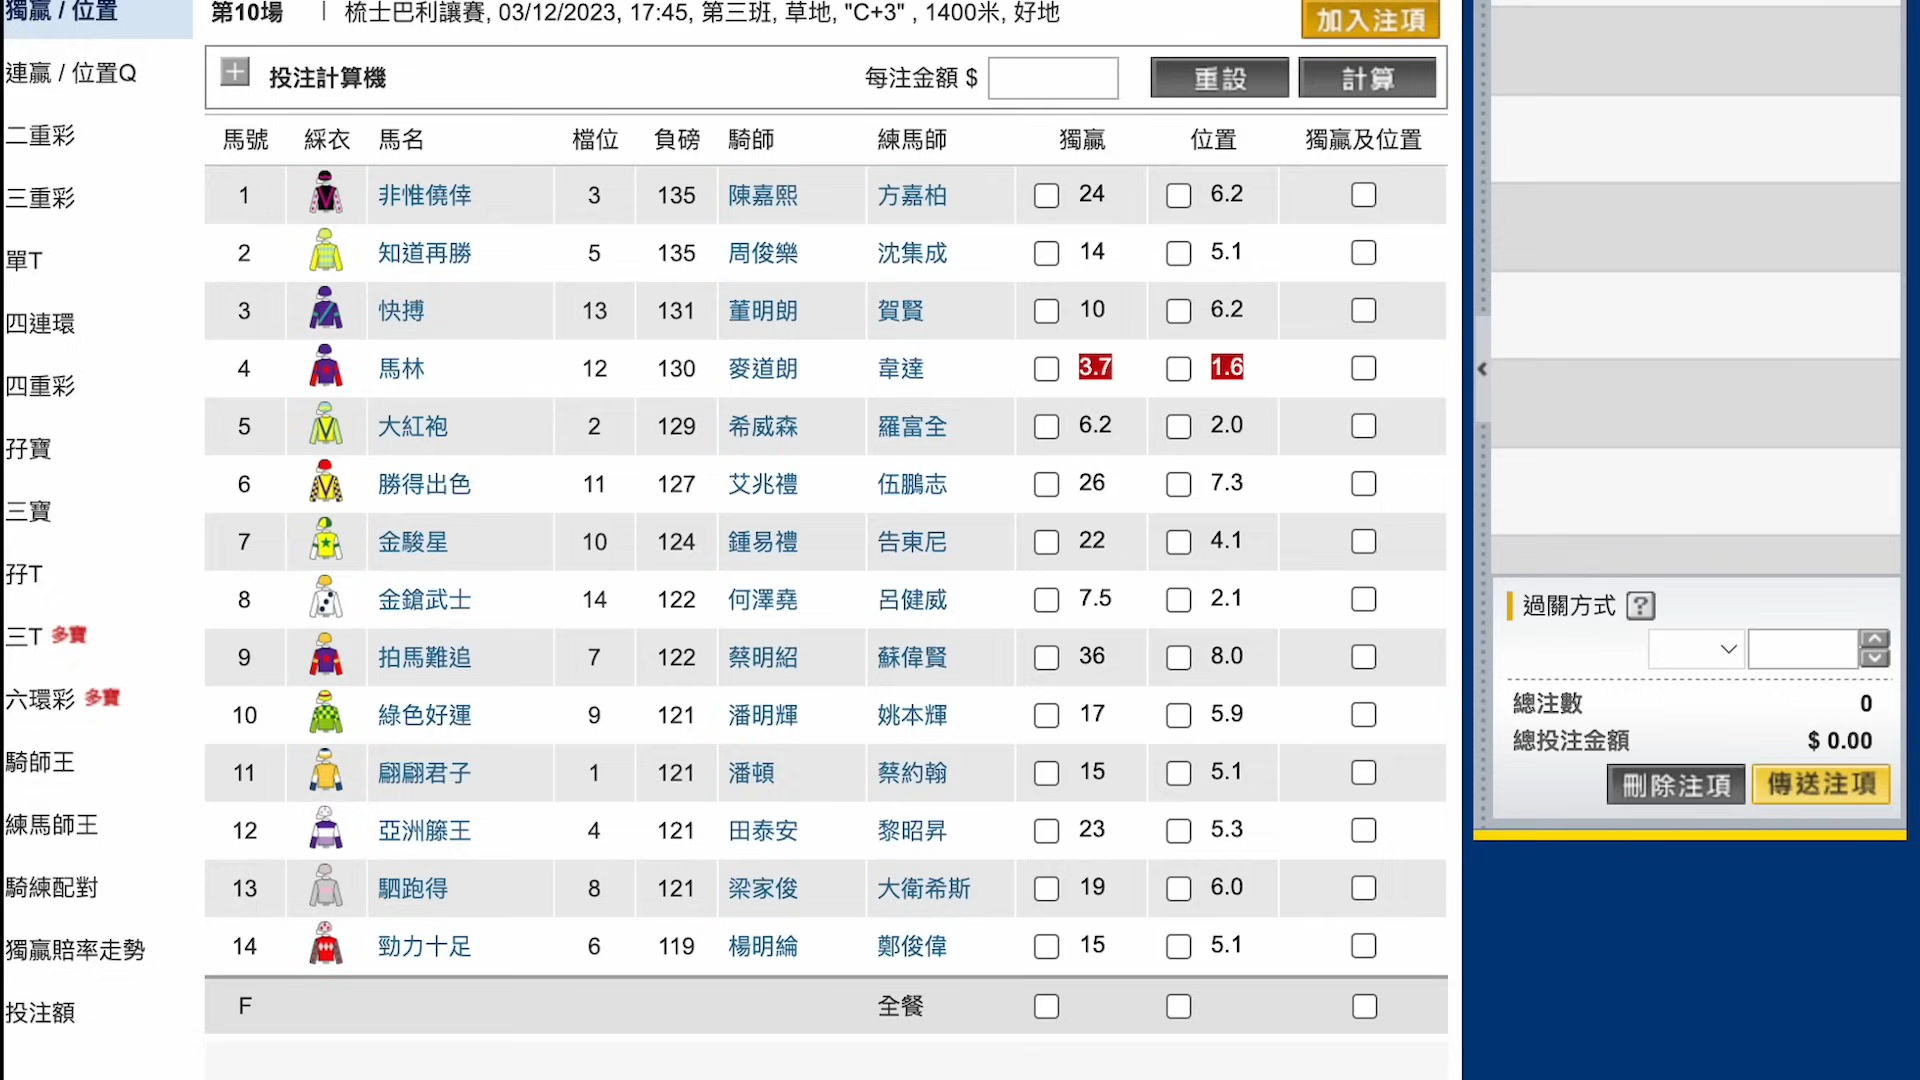 獨贏 / 位置
連贏 / 位置Q
二重彩
三重彩
單T
四連環
四重彩
孖寶
三寶
孖T
三T 多寶
六環彩 多寶
騎師王
練馬師王
騎練配對
獨贏賠率走勢
投注額
第10場 | 梳士巴利讓賽, 03/12/2023, 17:45, 第三班, 草地, "C+3" , 1400米, 好地
加入注項
投注計算機 每注金額 $ 重設 計算
馬號 綵衣 馬名 檔位 負磅 騎師 練馬師 獨贏 位置 獨贏及位置
1 非惟僥倖 3 135 陳嘉熙 方嘉柏 24 6.2
2 知道再勝 5 135 周俊樂 沈集成 14 5.1
3 快搏 13 131 董明朗 賀賢 10 6.2
4 馬林 12 130 麥道朗 韋達 3.7 1.6
5 大紅袍 2 129 希威森 羅富全 6.2 2.0
6 勝得出色 11 127 艾兆禮 伍鵬志 26 7.3
7 金駿星 10 124 鍾易禮 告東尼 22 4.1
8 金鎗武士 14 122 何澤堯 呂健威 7.5 2.1
9 拍馬難追 7 122 蔡明紹 蘇偉賢 36 8.0
10 綠色好運 9 121 潘明輝 姚本輝 17 5.9
11 翩翩君子 1 121 潘頓 蔡約翰 15 5.1
12 亞洲籐王 4 121 田泰安 黎昭昇 23 5.3
13 駟跑得 8 121 梁家俊 大衛希斯 19 6.0
14 勁力十足 6 119 楊明綸 鄭俊偉 15 5.1
F 全餐
過關方式 ?
總注數 0
總投注金額 $ 0.00
刪除注項 傳送注項